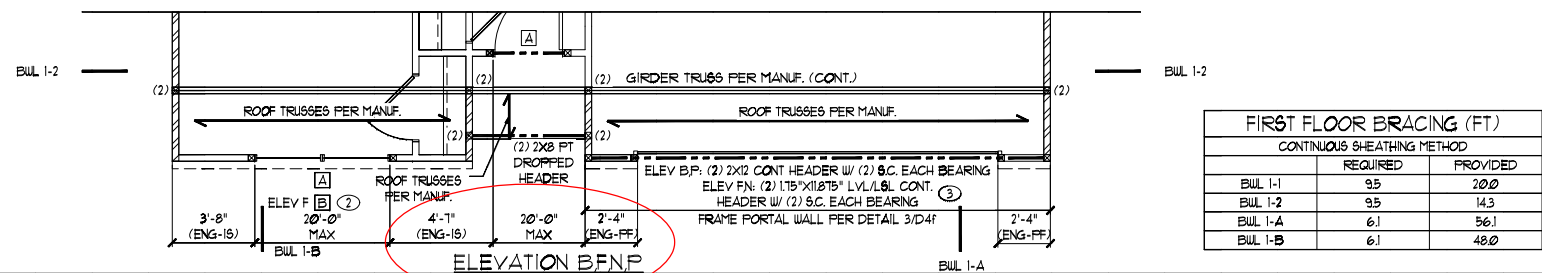 A
BWL 1-2
BWL 1-2
(2) GIRDER TRUSS PER MANUF. (CONT.)
(2)
(2)
(2)
ROOF TRUSSES PER MANUF.
ROOF TRUSSES PER MANUF.
(2)
(2)
(2) 2X8 PT
DROPPED
HEADER
ROOF TRUSSES
PER MANUF.
A
ELEV F B 2
ELEV B,P: (2) 2X12 CONT HEADER W/ (2) S.C. EACH BEARING
ELEV F,N: (2) 1.75"X11.875" LVL/LSL CONT.
HEADER W/ (2) S.C. EACH BEARING
3
FRAME PORTAL WALL PER DETAIL 3/D4f
3'-8"
(ENG-IS)
20'-0"
MAX
4'-7"
(ENG-IS)
20'-0"
MAX
2'-4"
(ENG-PF)
2'-4"
(ENG-PF)
BWL 1-B
BWL 1-A
ELEVATION B,F,N,P
FIRST FLOOR BRACING (FT)
CONTINUOUS SHEATHING METHOD
REQUIRED PROVIDED
BWL 1-1 9.5 20.0
BWL 1-2 9.5 14.3
BWL 1-A 6.1 56.1
BWL 1-B 6.1 48.0